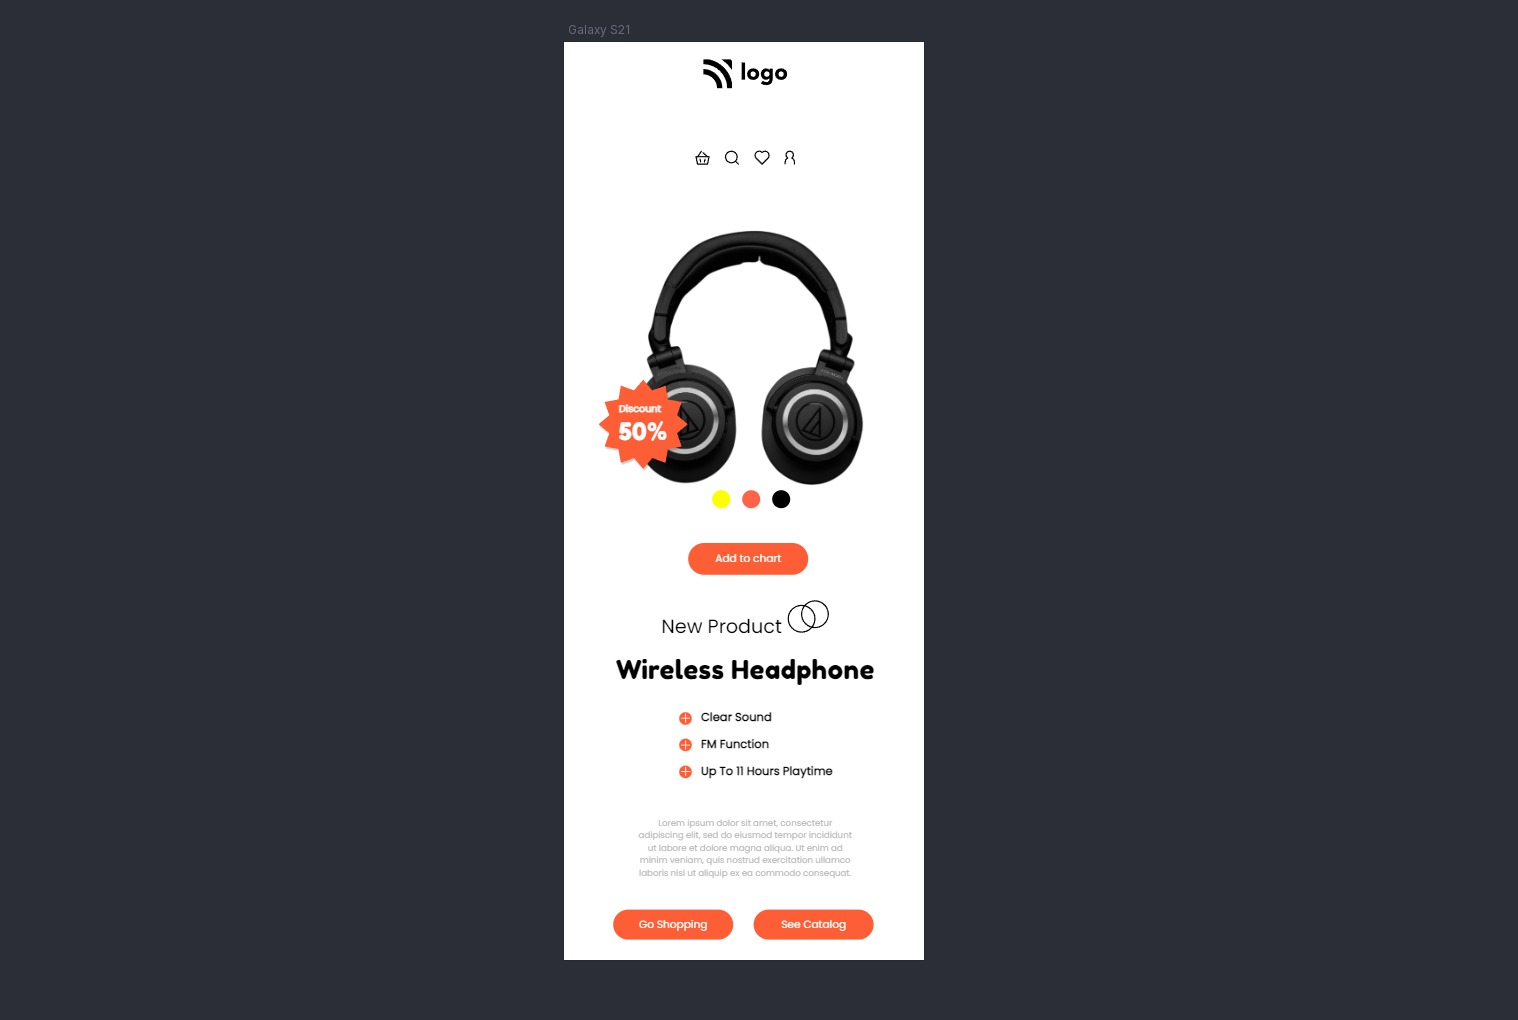 Galaxy S21
logo
Discount
50%
Add to chart
New Product
Wireless Headphone
Clear Sound
FM Function
Up To 11 Hours Playtime
Lorem ipsum dolor sit amet, consectetur
adipiscing elit, sed do eiusmod tempor incididunt
ut labore et dolore magna aliqua. Ut enim ad
minim veniam, quis nostrud exercitation ullamco
laboris nisi ut aliquip ex ea commodo consequat.
Go Shopping
See Catalog